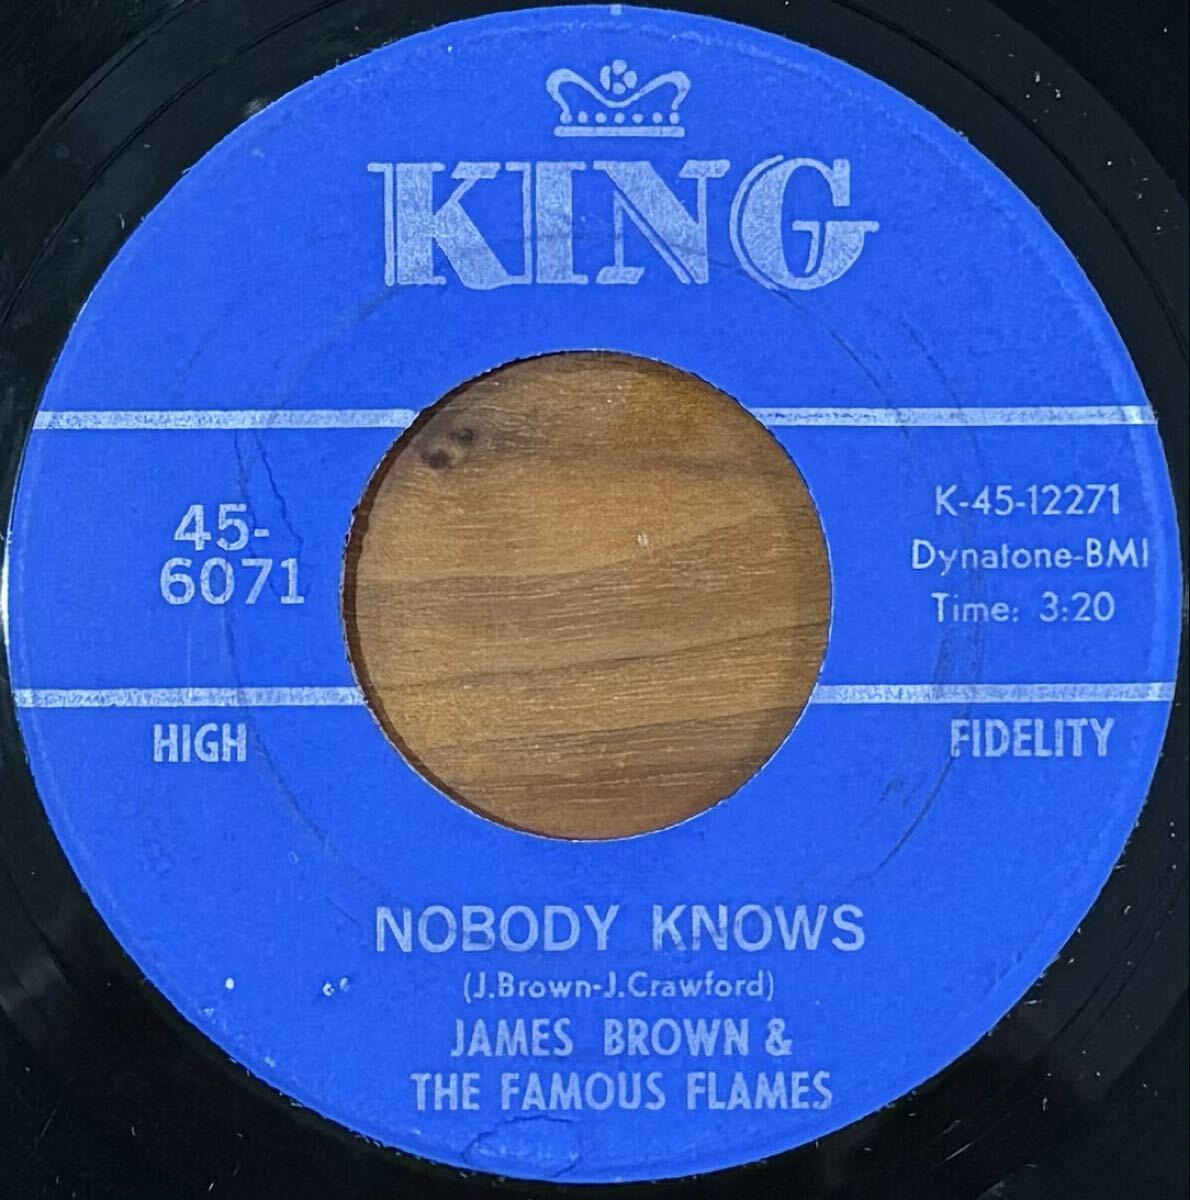 KING
45-
6071
K-45-12271
Dynatone-BMI
Time: 3:20
HIGH
FIDELITY
NOBODY KNOWS
(J.Brown-J.Crawford)
JAMES BROWN &
THE FAMOUS FLAMES